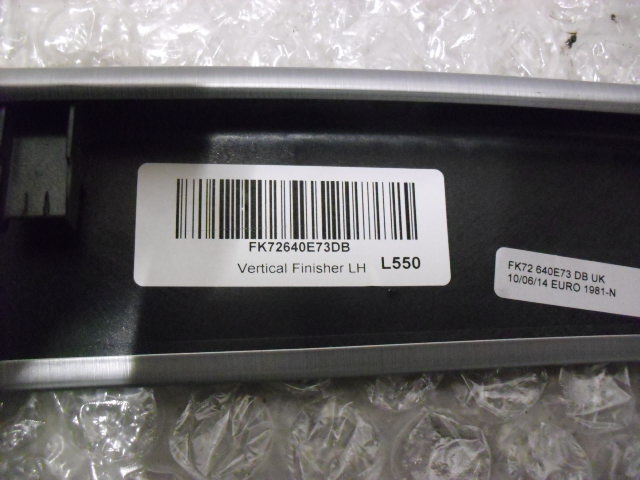 FK72640E73DB
Vertical Finisher LH L550
FK72 640E73 DB UK
10/06/14 EURO 1981-N